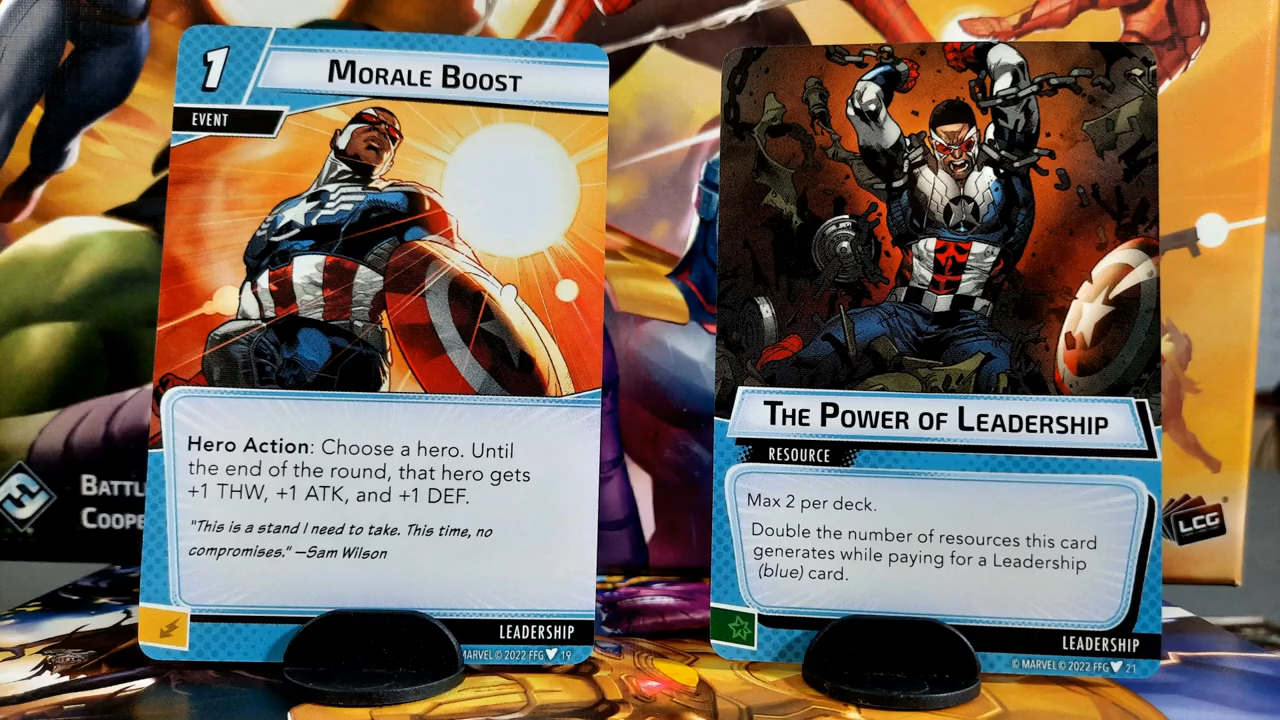 1
MORALE BOOST
EVENT
Hero Action: Choose a hero. Until
the end of the round, that hero gets
+1 THW, +1 ATK, and +1 DEF.
"This is a stand I need to take. This time, no
compromises." —Sam Wilson
LEADERSHIP
MARVEL © 2022 FFG 19
THE POWER OF LEADERSHIP
RESOURCE
Max 2 per deck.
Double the number of resources this card
generates while paying for a Leadership
(blue) card.
LEADERSHIP
© MARVEL © 2022 FFG 21
BATTL
COOPE
LCG